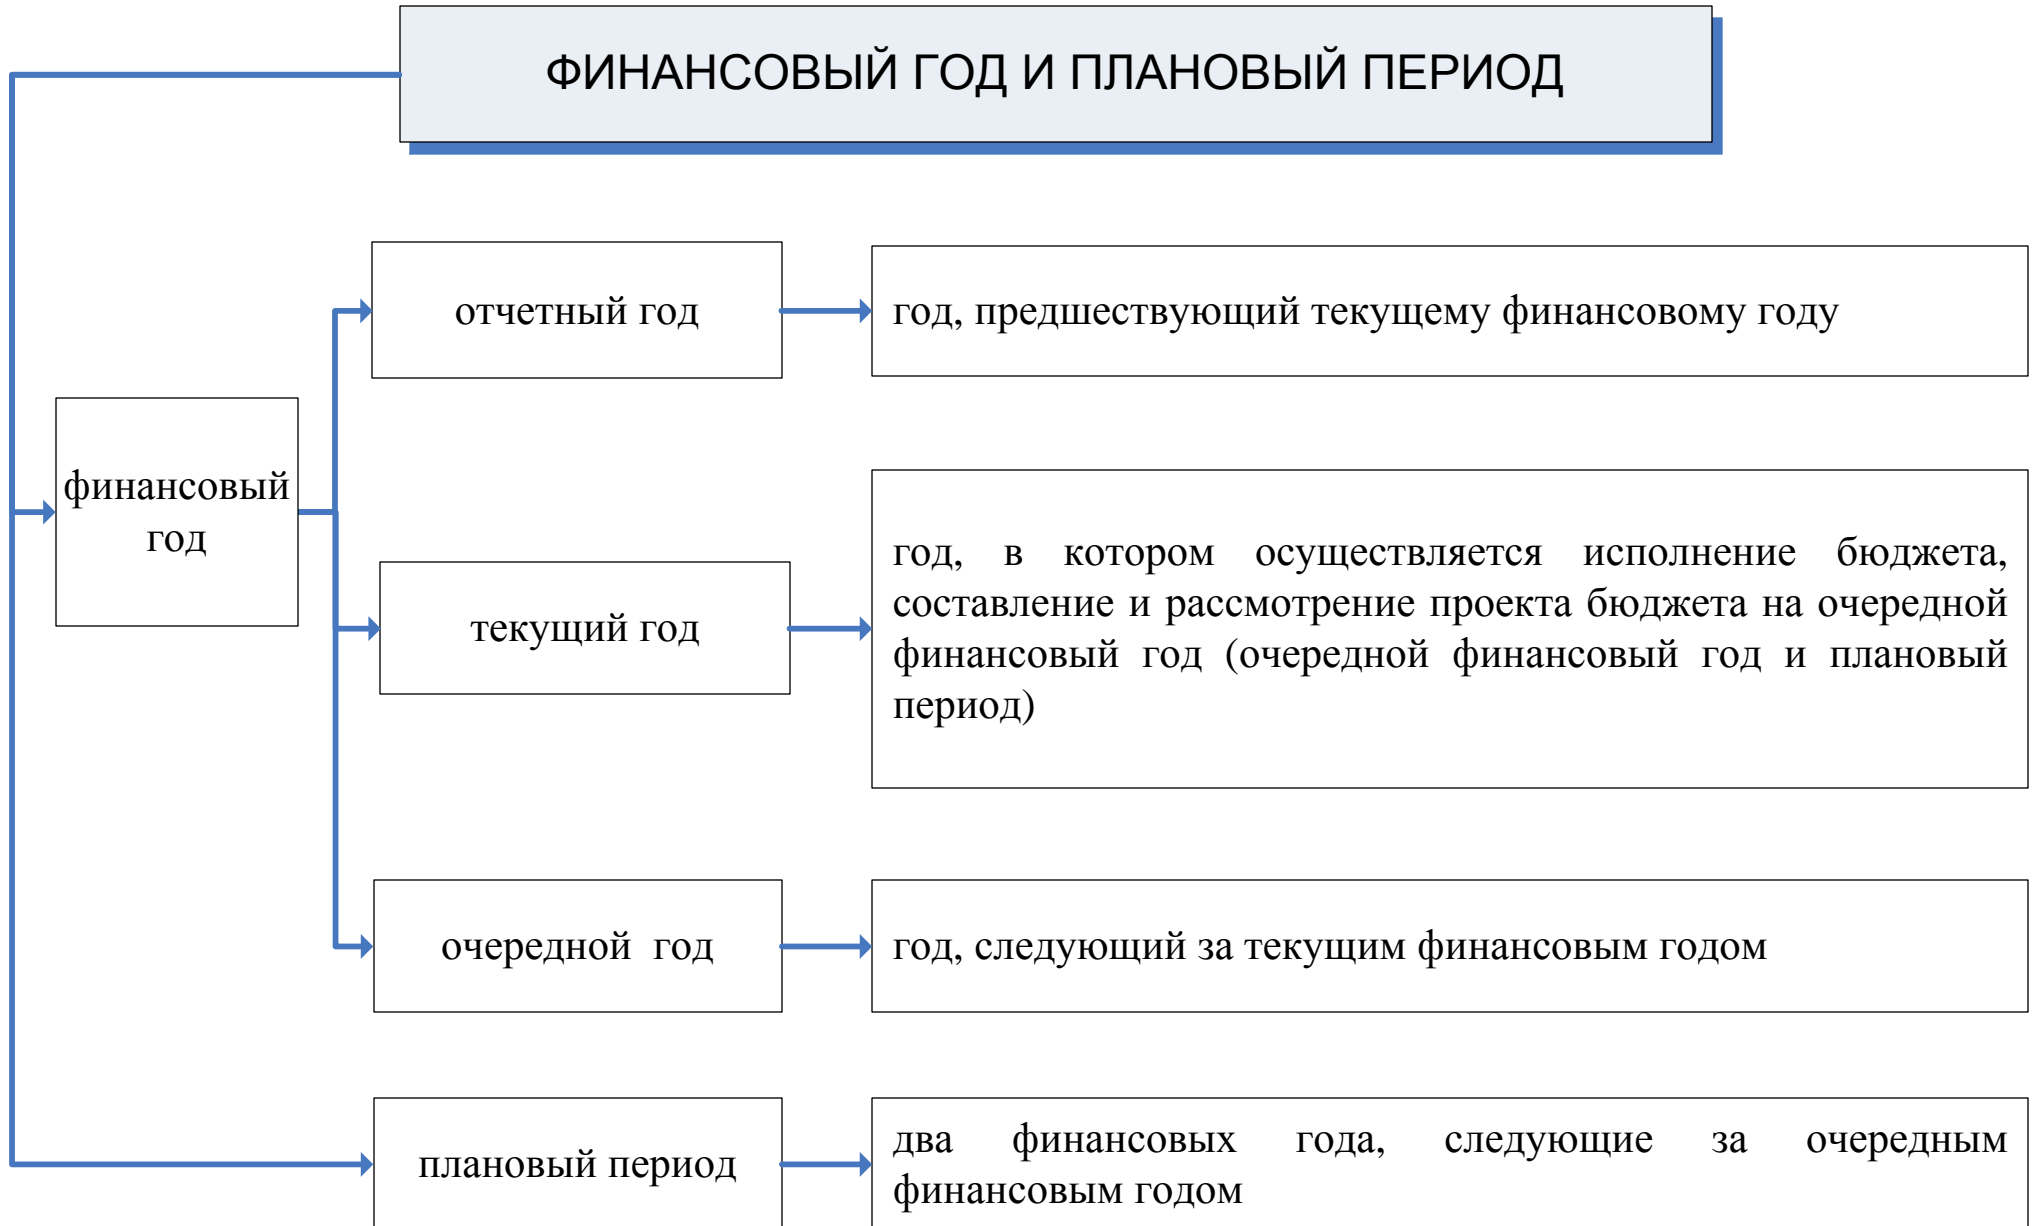 ФИНАНСОВЫЙ ГОД И ПЛАНОВЫЙ ПЕРИОД
финансовый
год
отчетный год
год, предшествующий текущему финансовому году
текущий год
год, в котором осуществляется исполнение бюджета,
составление и рассмотрение проекта бюджета на очередной
финансовый год (очередной финансовый год и плановый
период)
очередной год
год, следующий за текущим финансовым годом
плановый период
два финансовых года, следующие за очередным
финансовым годом